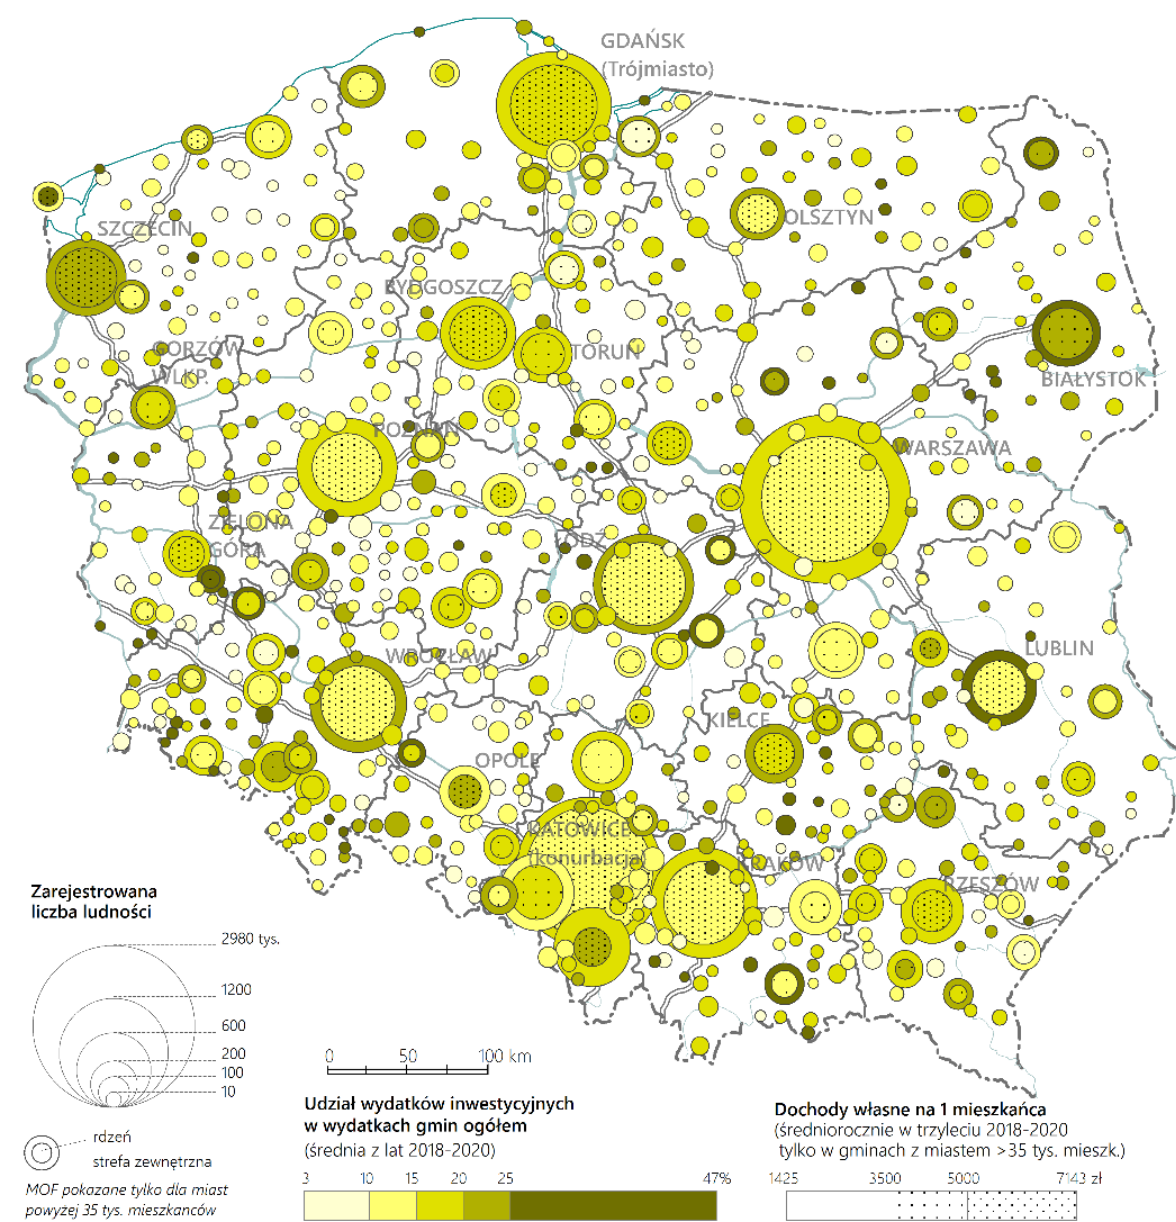 GDAŃSK
(Trójmiasto)
OLSZTYN
SZCZECIN
BYDGOSZCZ
GORZÓW
WLKP.
TORUŃ
BIAŁYSTOK
POZNAŃ
WARSZAWA
ZIELONA
GÓRA
ŁÓDŹ
WROCŁAW
LUBLIN
KIELCE
OPOLE
KATOWICE
(konurbacja)
KRAKÓW
RZESZÓW
Zarejestrowana
liczba ludności
2980 tys.
1200
600
200
100
10
rdzeń
strefa zewnętrzna
MOF pokazane tylko dla miast
powyżej 35 tys. mieszkańców
0 50 100 km
Udział wydatków inwestycyjnych
w wydatkach gmin ogółem
(średnia z lat 2018-2020)
3 10 15 20 25 47%
Dochody własne na 1 mieszkańca
(średniorocznie w trzyleciu 2018-2020
tylko w gminach z miastem >35 tys. mieszk.)
1425 3500 5000 7143 zł